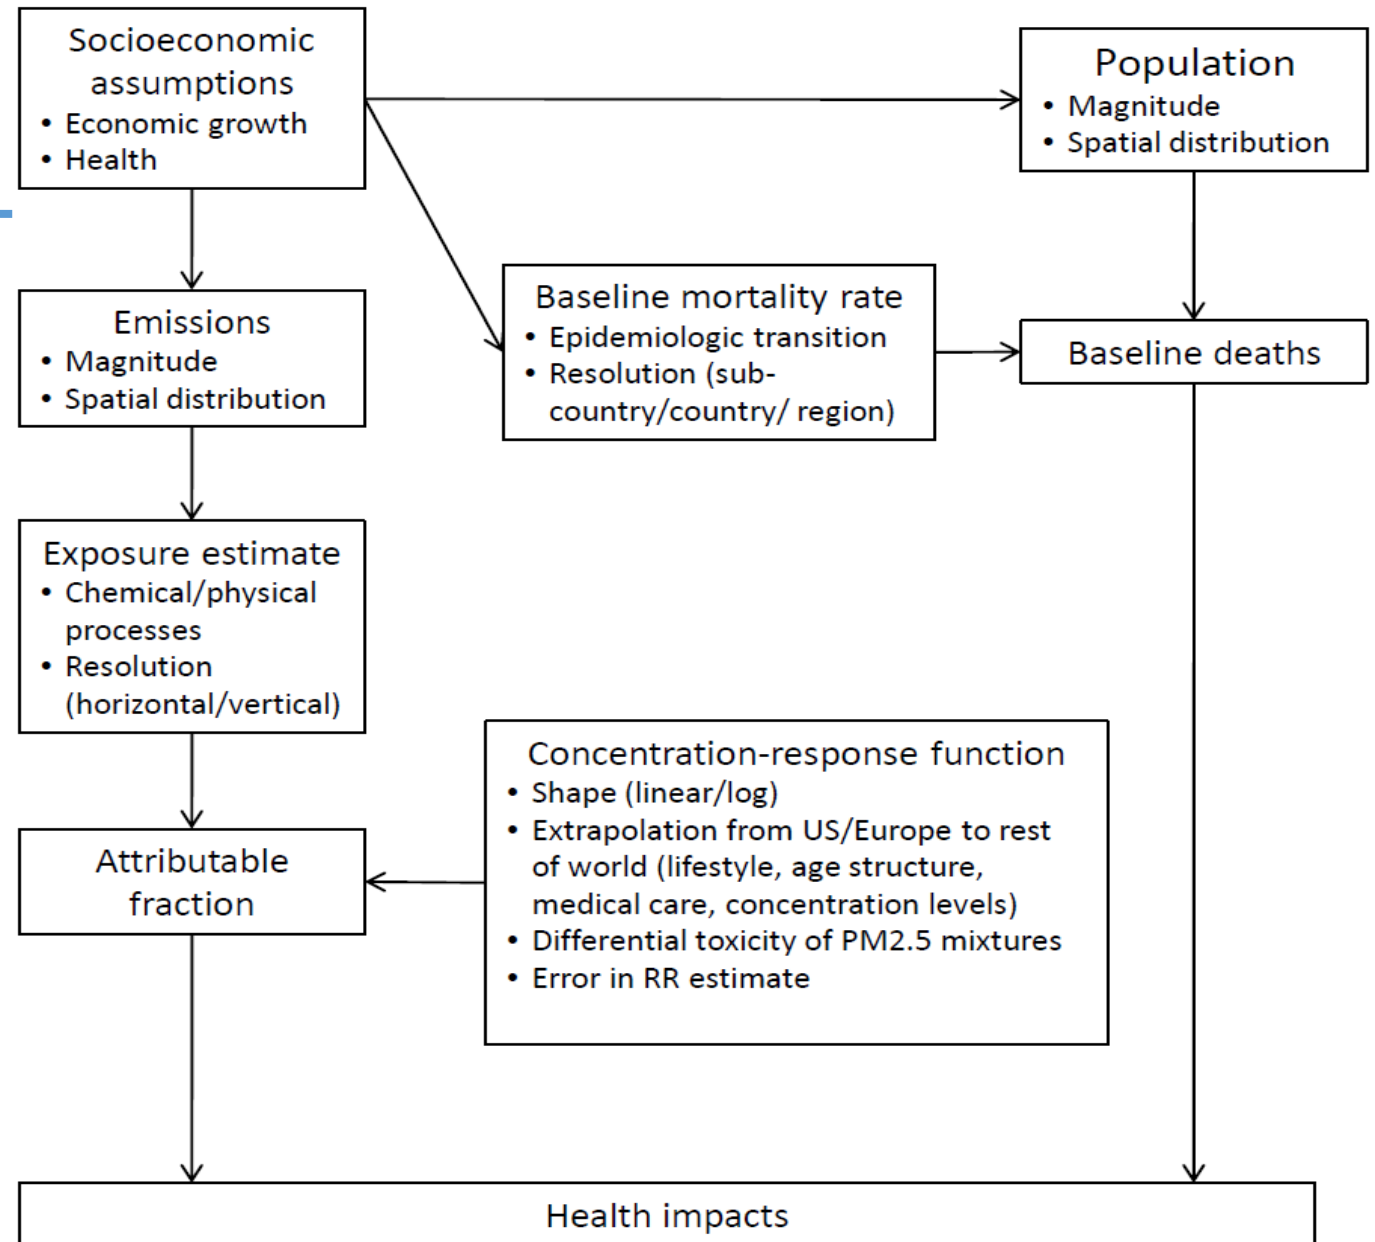 Socioeconomic
assumptions
• Economic growth
• Health
Population
• Magnitude
• Spatial distribution
Baseline mortality rate
• Epidemiologic transition
• Resolution (sub-
country/country/ region)
Baseline deaths
Emissions
• Magnitude
• Spatial distribution
Exposure estimate
• Chemical/physical
processes
• Resolution
(horizontal/vertical)
Concentration-response function
• Shape (linear/log)
• Extrapolation from US/Europe to rest
of world (lifestyle, age structure,
medical care, concentration levels)
• Differential toxicity of PM2.5 mixtures
• Error in RR estimate
Attributable
fraction
Health impacts